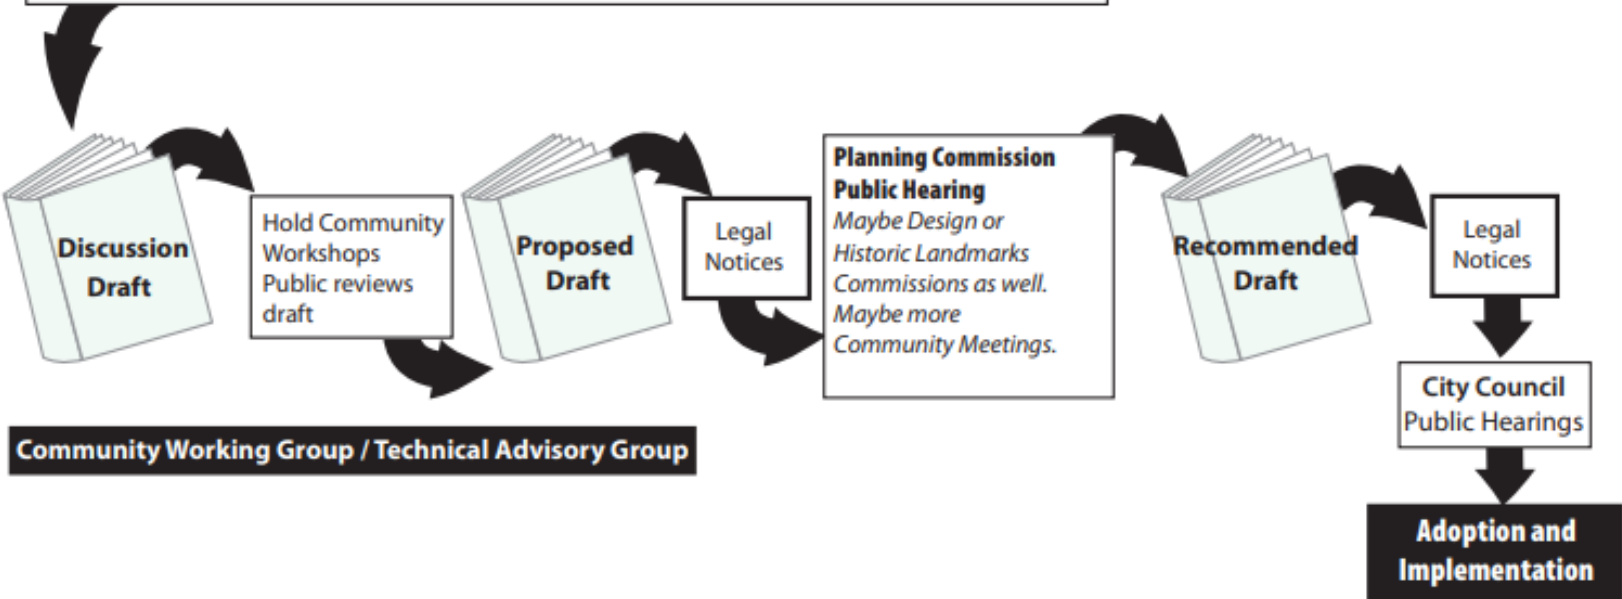 Discussion
Draft
Hold Community
Workshops
Public reviews
draft
Proposed
Draft
Legal
Notices
Planning Commission
Public Hearing
Maybe Design or
Historic Landmarks
Commissions as well.
Maybe more
Community Meetings.
Recommended
Draft
Legal
Notices
City Council
Public Hearings
Adoption and
Implementation
Community Working Group / Technical Advisory Group